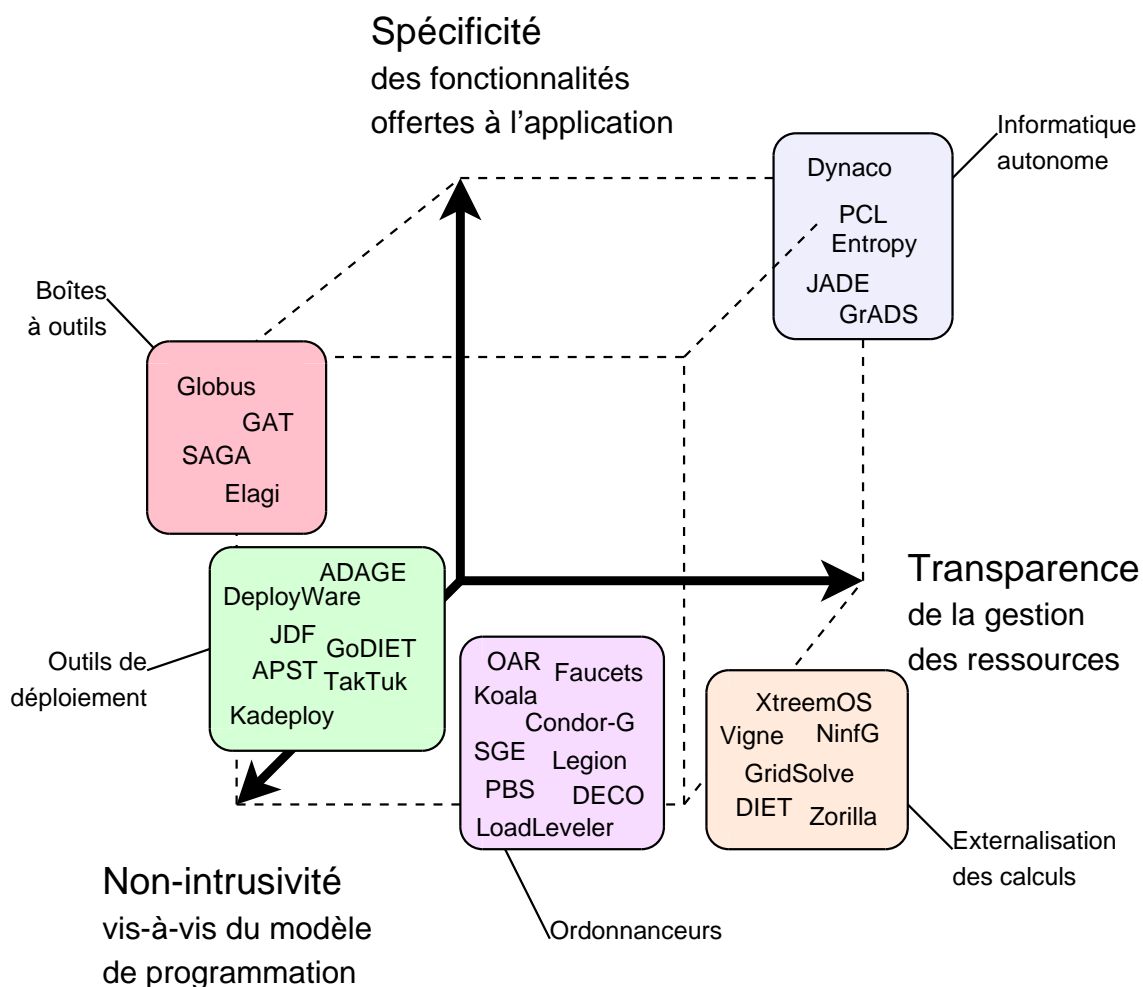 Spécificité
des fonctionnalités
offertes à l'application
Informatique
autonome
Dynaco
PCL
Entropy
JADE
GrADS
Boîtes
à outils
Globus
GAT
SAGA
Elagi
ADAGE
DeployWare
JDF
GoDIET
APST
TakTuk
Kadeploy
Outils de
déploiement
Transparence
de la gestion
des ressources
OAR
Faucets
Koala
Condor-G
SGE
Legion
PBS
DECO
LoadLeveler
XtreemOS
Vigne
NinfG
GridSolve
DIET
Zorilla
Externalisation
des calculs
Non-intrusivité
vis-à-vis du modèle
de programmation
Ordonnanceurs